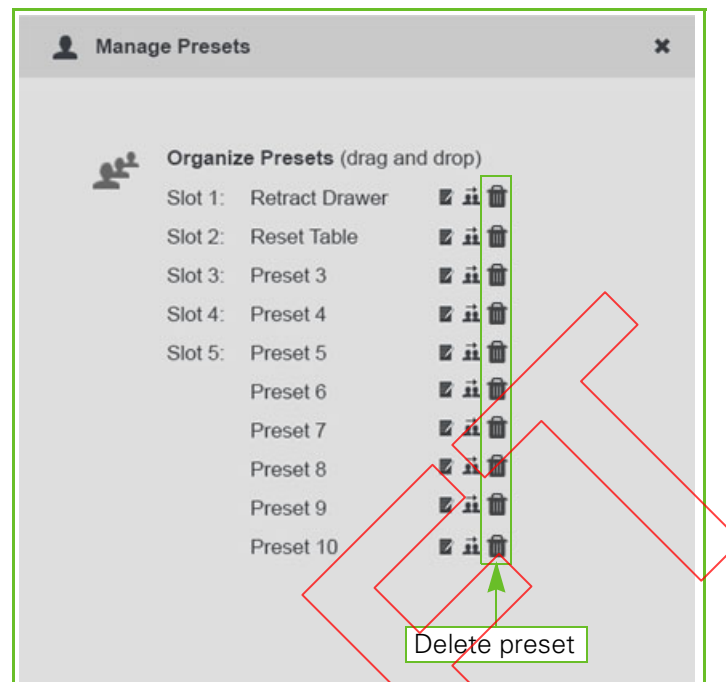 Manage Presets
Organize Presets (drag and drop)
Slot 1: Retract Drawer
Slot 2: Reset Table
Slot 3: Preset 3
Slot 4: Preset 4
Slot 5: Preset 5
Preset 6
Preset 7
Preset 8
Preset 9
Preset 10
Delete preset